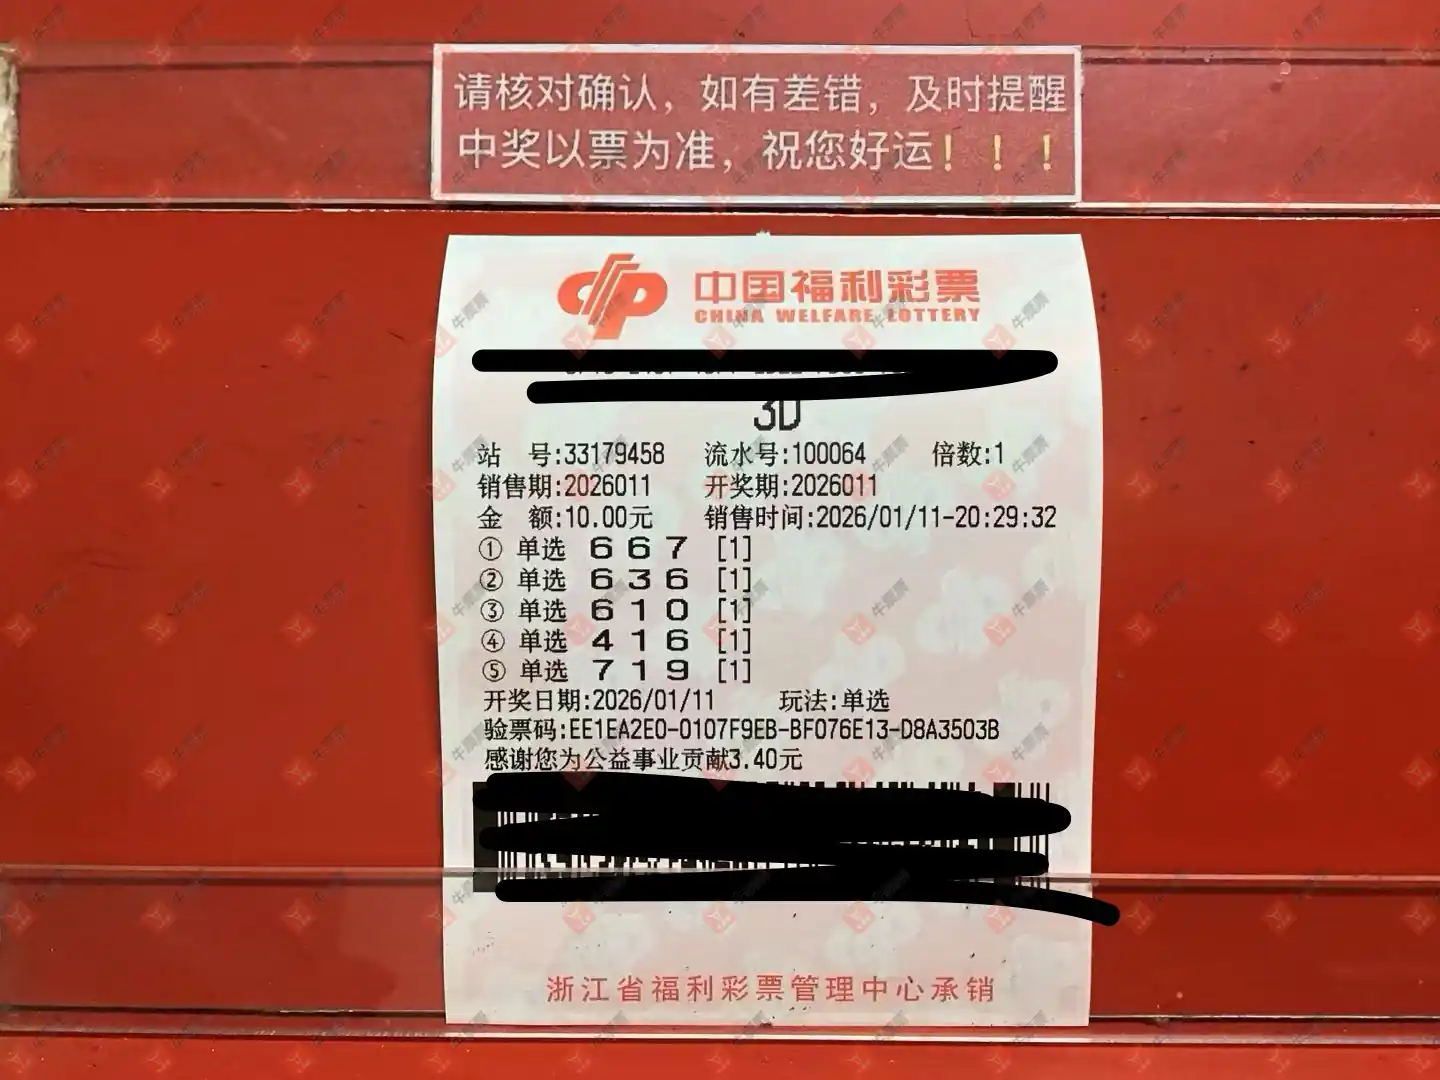 请核对确认，如有差错，及时提醒
中奖以票为准，祝您好运！！！
中国福利彩票
CHINA WELFARE LOTTERY
3D
站 号:33179458 流水号:100064 倍数:1
销售期:2026011 开奖期:2026011
金 额:10.00元 销售时间:2026/01/11-20:29:32
① 单选 6 6 7 [1]
② 单选 6 3 6 [1]
③ 单选 6 1 0 [1]
④ 单选 4 1 6 [1]
⑤ 单选 7 1 9 [1]
开奖日期:2026/01/11 玩法:单选
验票码:EE1EA2E0-0107F9EB-BF076E13-D8A3503B
感谢您为公益事业贡献3.40元
浙江省福利彩票管理中心承销